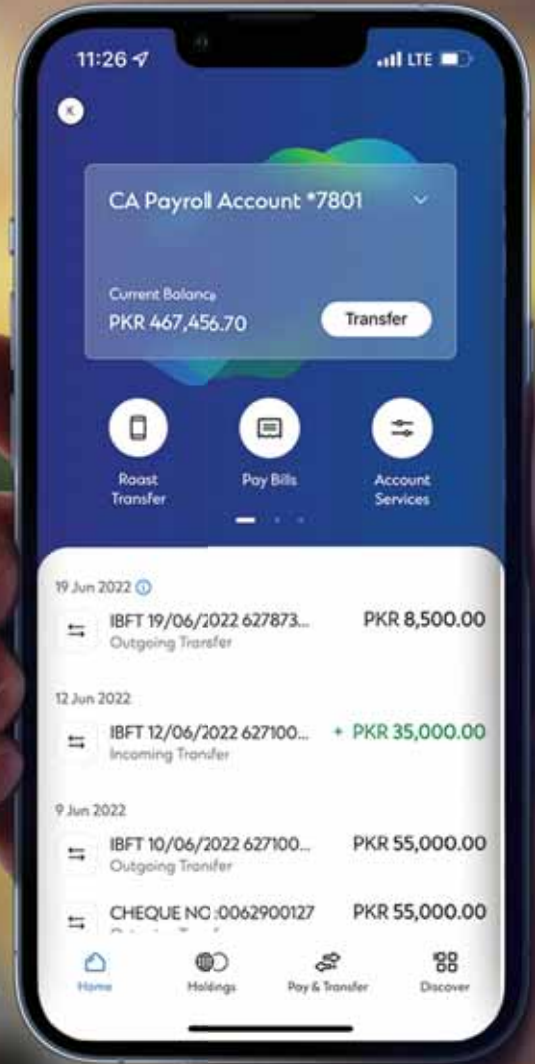 11:26
LTE
K
CA Payroll Account *7801
Current Balance
PKR 467,456.70
Transfer
Raast Transfer
Pay Bills
Account Services
19 Jun 2022
IBFT 19/06/2022 627873... PKR 8,500.00
Outgoing Transfer
12 Jun 2022
IBFT 12/06/2022 627100... + PKR 35,000.00
Incoming Transfer
9 Jun 2022
IBFT 10/06/2022 627100... PKR 55,000.00
Outgoing Transfer
CHEQUE NO :0062900127 PKR 55,000.00
Home
Holdings
Pay & Transfer
Discover